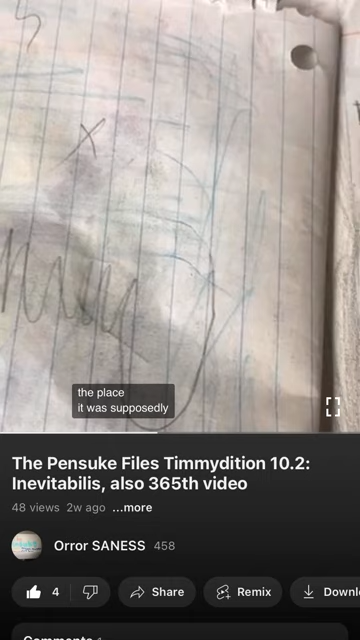 the place
it was supposedly
The Pensuke Files Timmydition 10.2:
Inevitabilis, also 365th video
48 views 2w ago ...more
Orror SANESS 458
4 Share Remix Downl
Comments